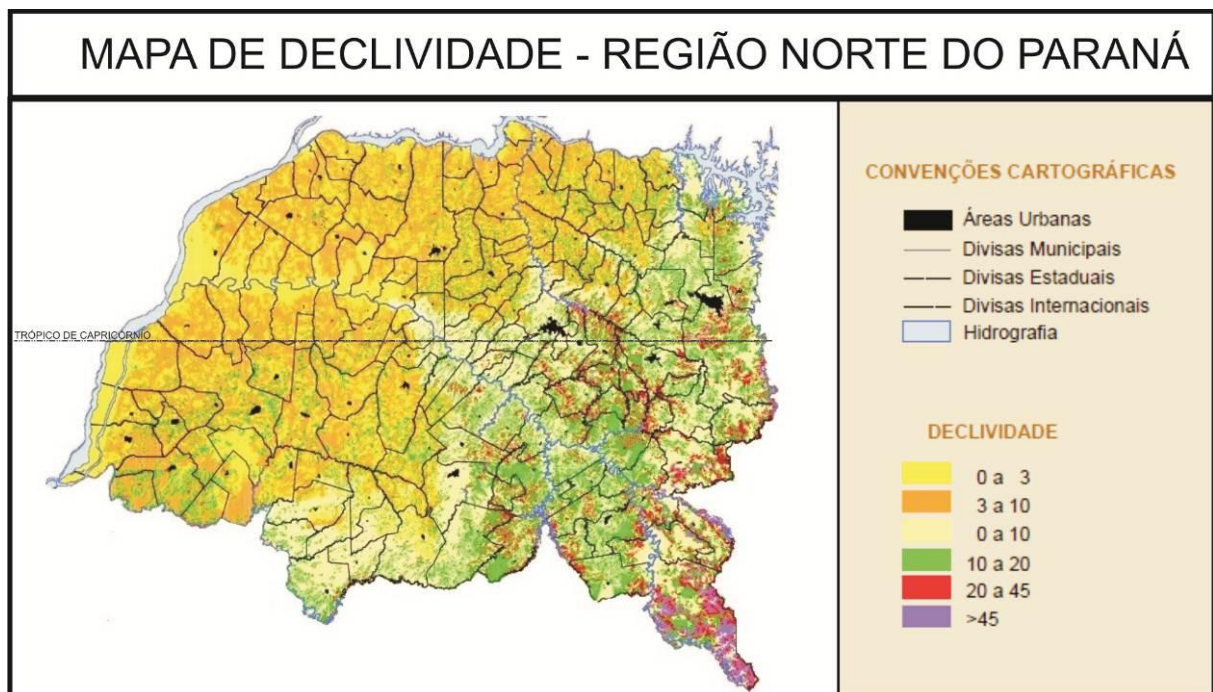 MAPA DE DECLIVIDADE - REGIÃO NORTE DO PARANÁ
TRÓPICO DE CAPRICÓRNIO
CONVENÇÕES CARTOGRÁFICAS
Áreas Urbanas
Divisas Municipais
Divisas Estaduais
Divisas Internacionais
Hidrografia
DECLIVIDADE
0 a 3
3 a 10
0 a 10
10 a 20
20 a 45
>45